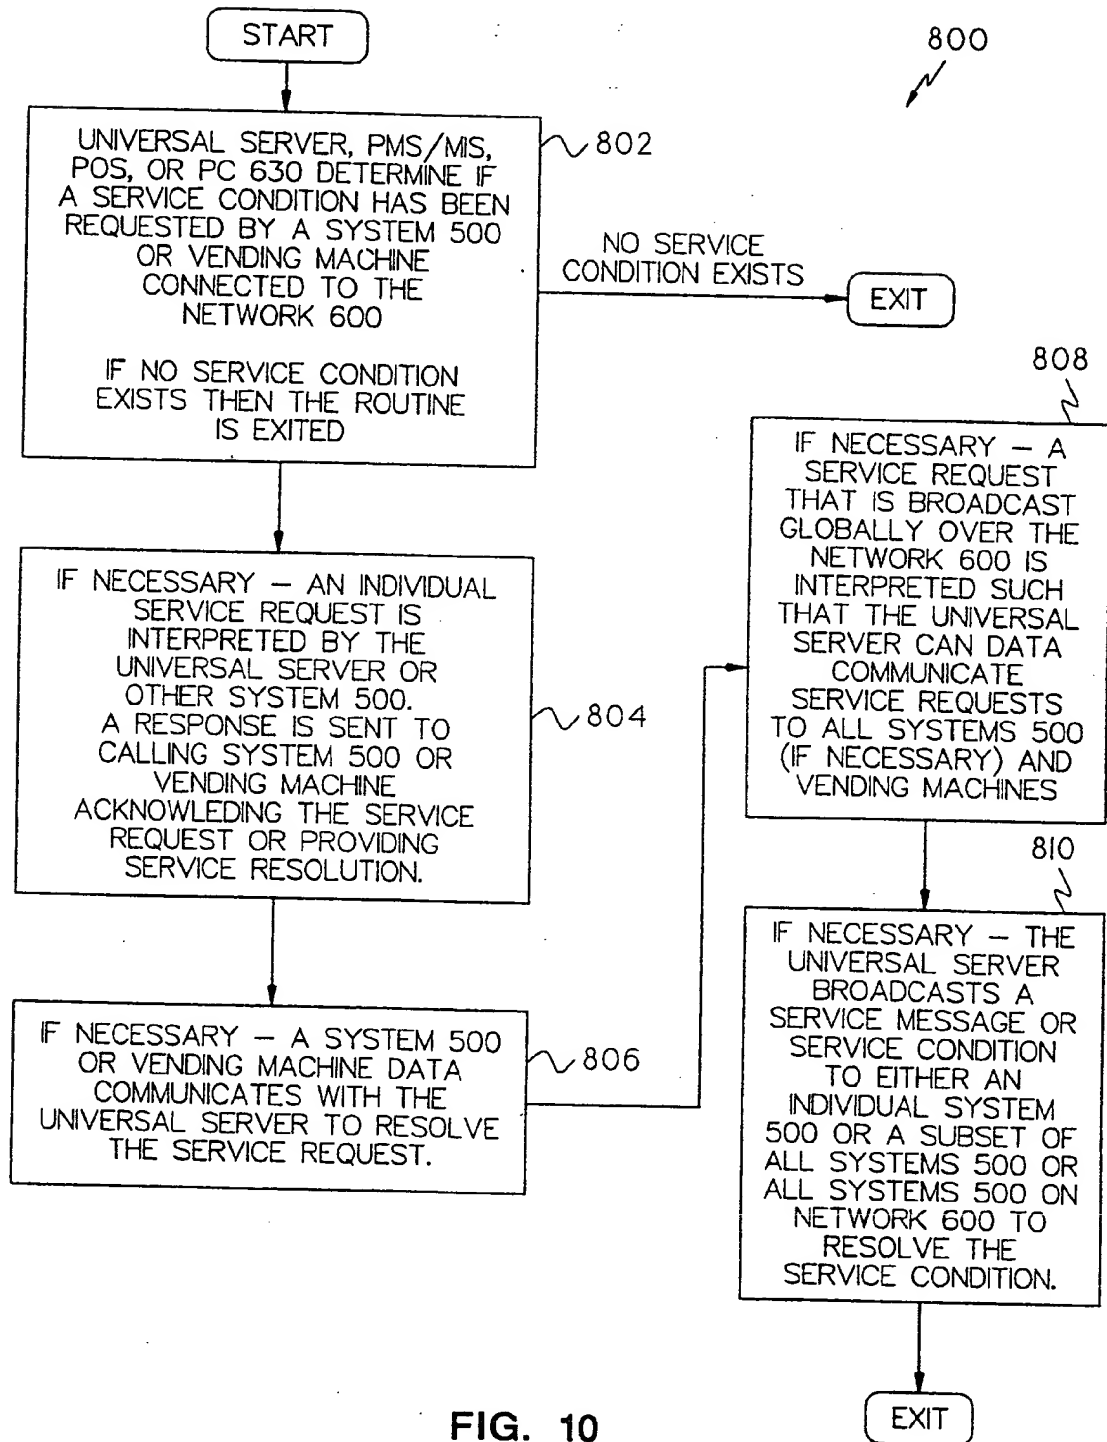 START
800
UNIVERSAL SERVER, PMS/MIS,
POS, OR PC 630 DETERMINE IF
A SERVICE CONDITION HAS BEEN
REQUESTED BY A SYSTEM 500
OR VENDING MACHINE
CONNECTED TO THE
NETWORK 600
IF NO SERVICE CONDITION
EXISTS THEN THE ROUTINE
IS EXITED
802
NO SERVICE
CONDITION EXISTS
EXIT
IF NECESSARY – AN INDIVIDUAL
SERVICE REQUEST IS
INTERPRETED BY THE
UNIVERSAL SERVER OR
OTHER SYSTEM 500.
A RESPONSE IS SENT TO
CALLING SYSTEM 500 OR
VENDING MACHINE
ACKNOWLEDING THE SERVICE
REQUEST OR PROVIDING
SERVICE RESOLUTION.
804
IF NECESSARY – A SYSTEM 500
OR VENDING MACHINE DATA
COMMUNICATES WITH THE
UNIVERSAL SERVER TO RESOLVE
THE SERVICE REQUEST.
806
808
IF NECESSARY – A
SERVICE REQUEST
THAT IS BROADCAST
GLOBALLY OVER THE
NETWORK 600 IS
INTERPRETED SUCH
THAT THE UNIVERSAL
SERVER CAN DATA
COMMUNICATE
SERVICE REQUESTS
TO ALL SYSTEMS 500
(IF NECESSARY) AND
VENDING MACHINES
810
IF NECESSARY – THE
UNIVERSAL SERVER
BROADCASTS A
SERVICE MESSAGE OR
SERVICE CONDITION
TO EITHER AN
INDIVIDUAL SYSTEM
500 OR A SUBSET OF
ALL SYSTEMS 500 OR
ALL SYSTEMS 500 ON
NETWORK 600 TO
RESOLVE THE
SERVICE CONDITION.
EXIT
FIG. 10